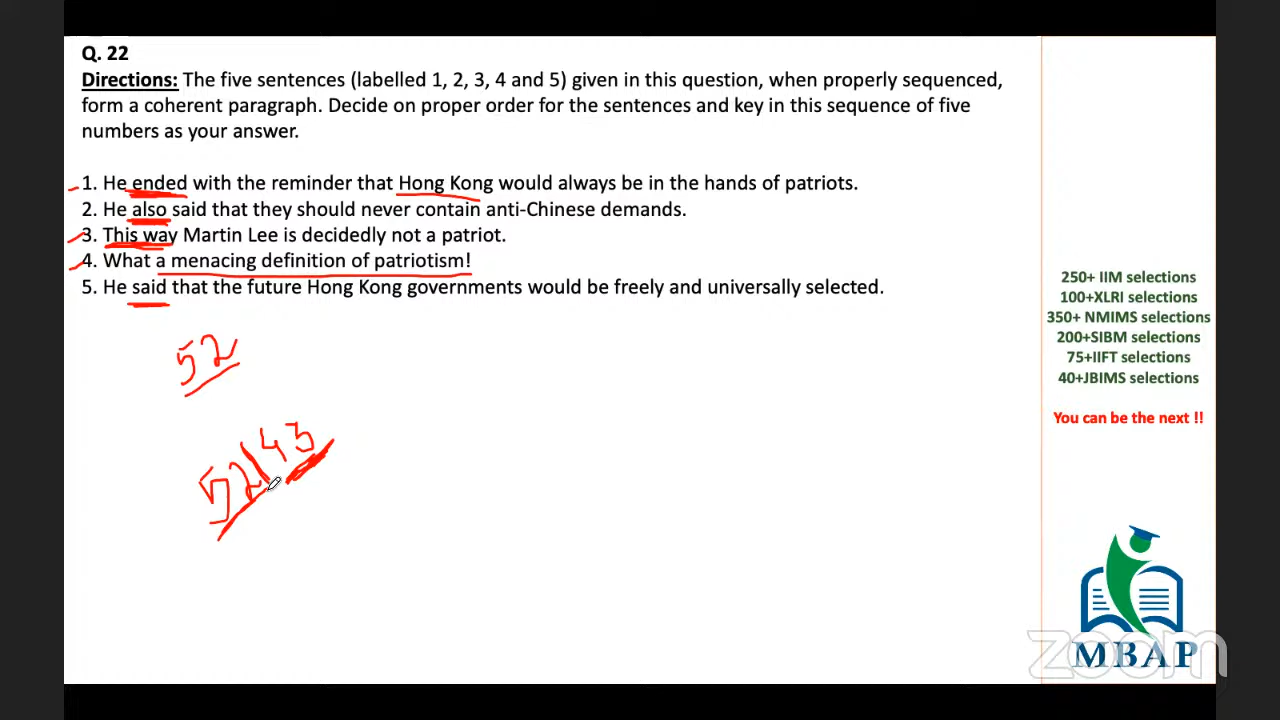 Q. 22
Directions: The five sentences (labelled 1, 2, 3, 4 and 5) given in this question, when properly sequenced,
form a coherent paragraph. Decide on proper order for the sentences and key in this sequence of five
numbers as your answer.
1. He ended with the reminder that Hong Kong would always be in the hands of patriots.
2. He also said that they should never contain anti-Chinese demands.
3. This way Martin Lee is decidedly not a patriot.
4. What a menacing definition of patriotism!
5. He said that the future Hong Kong governments would be freely and universally selected.
52
52143
250+ IIM selections
100+XLRI selections
350+ NMIMS selections
200+SIBM selections
75+IIFT selections
40+JBIMS selections
You can be the next !!
zoom
MBAP